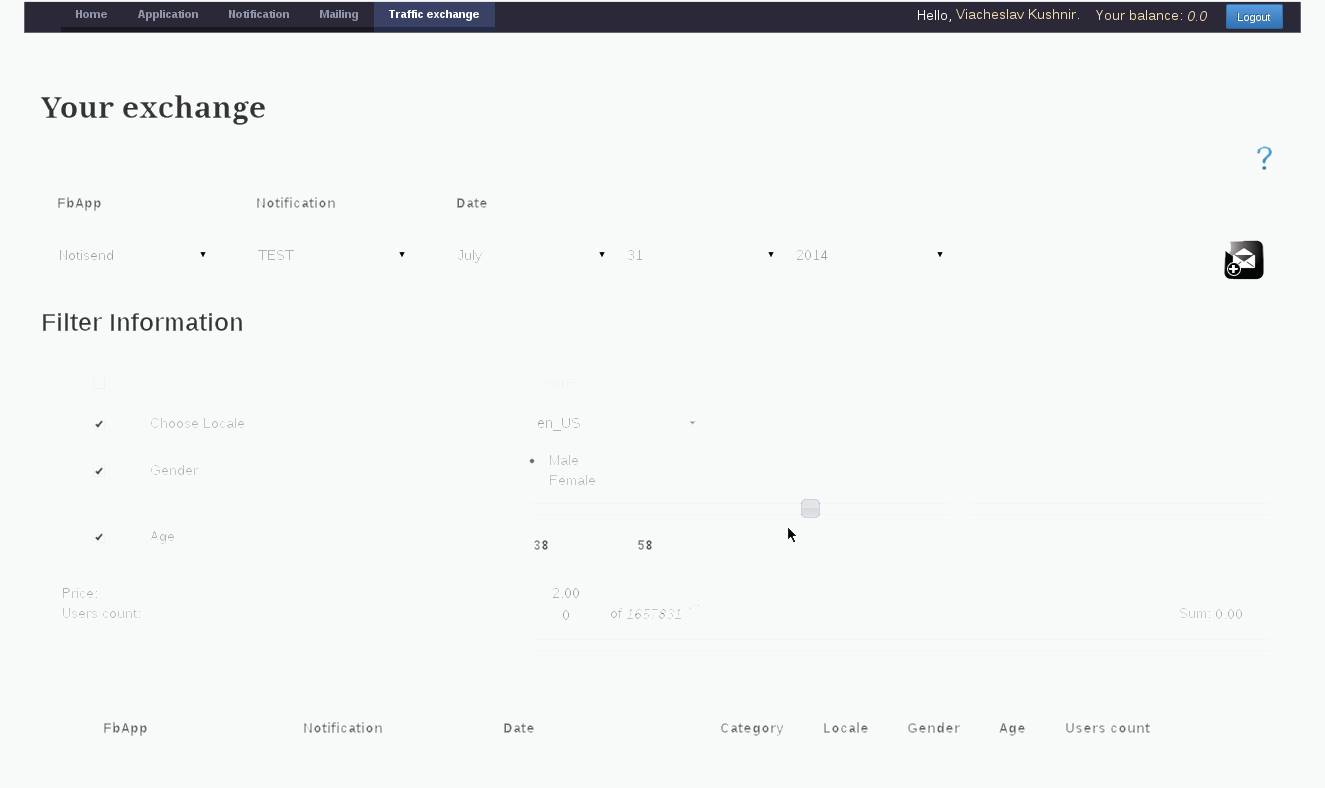 Home Application Notification Mailing Traffic exchange Hello, Viacheslav Kushnir. Your balance: 0.0 Logout
Your exchange
?
FbApp Notification Date
Notisend TEST July 31 2014
Filter Information
Choose Locale en_US
Gender Male
Female
Age
38 58
Price: 2.00
Users count: 0 of 1657831 Sum: 0.00
FbApp Notification Date Category Locale Gender Age Users count